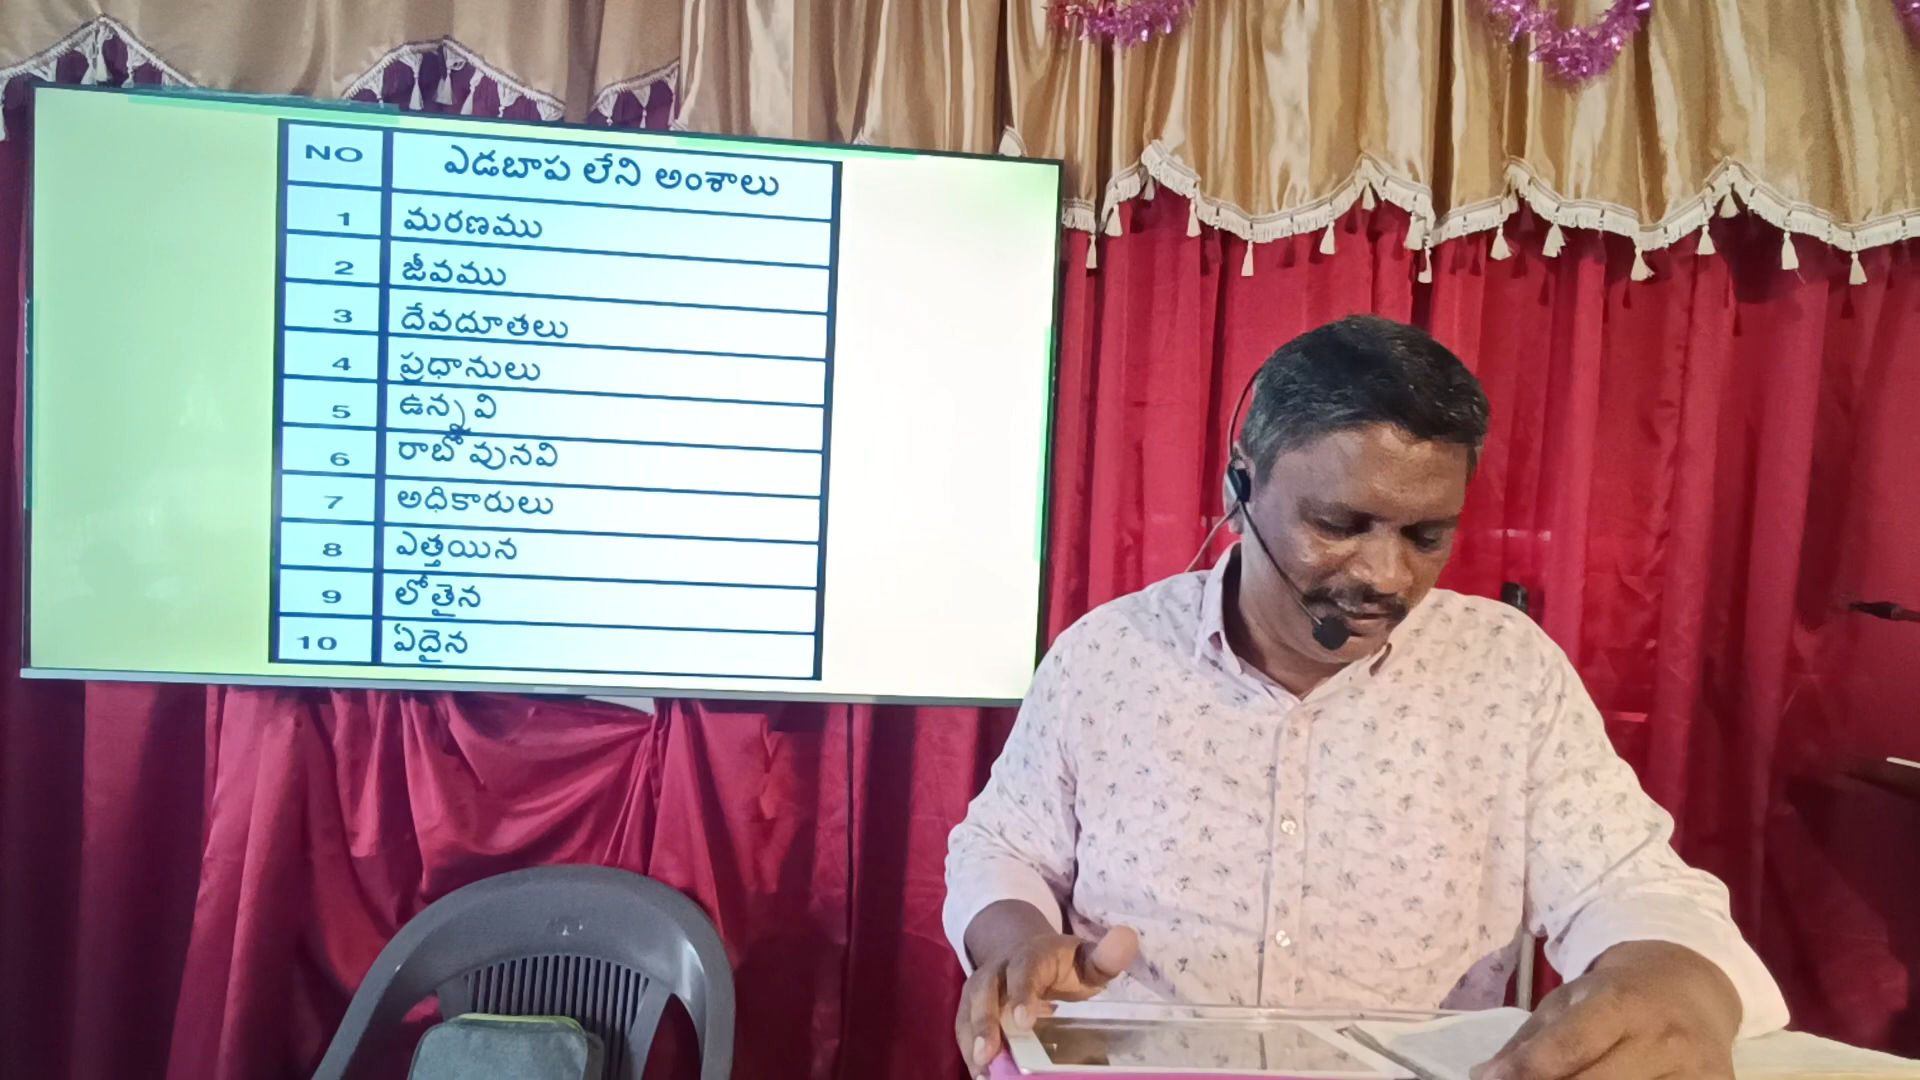 NO ఎడబాప లేని అంశాలు
1 మరణము
2 జీవము
3 దేవదూతలు
4 ప్రధానులు
5 ఉన్నవి
6 రాబోవునవి
7 అధికారులు
8 ఎత్తయిన
9 లోతైన
10 ఏదైన